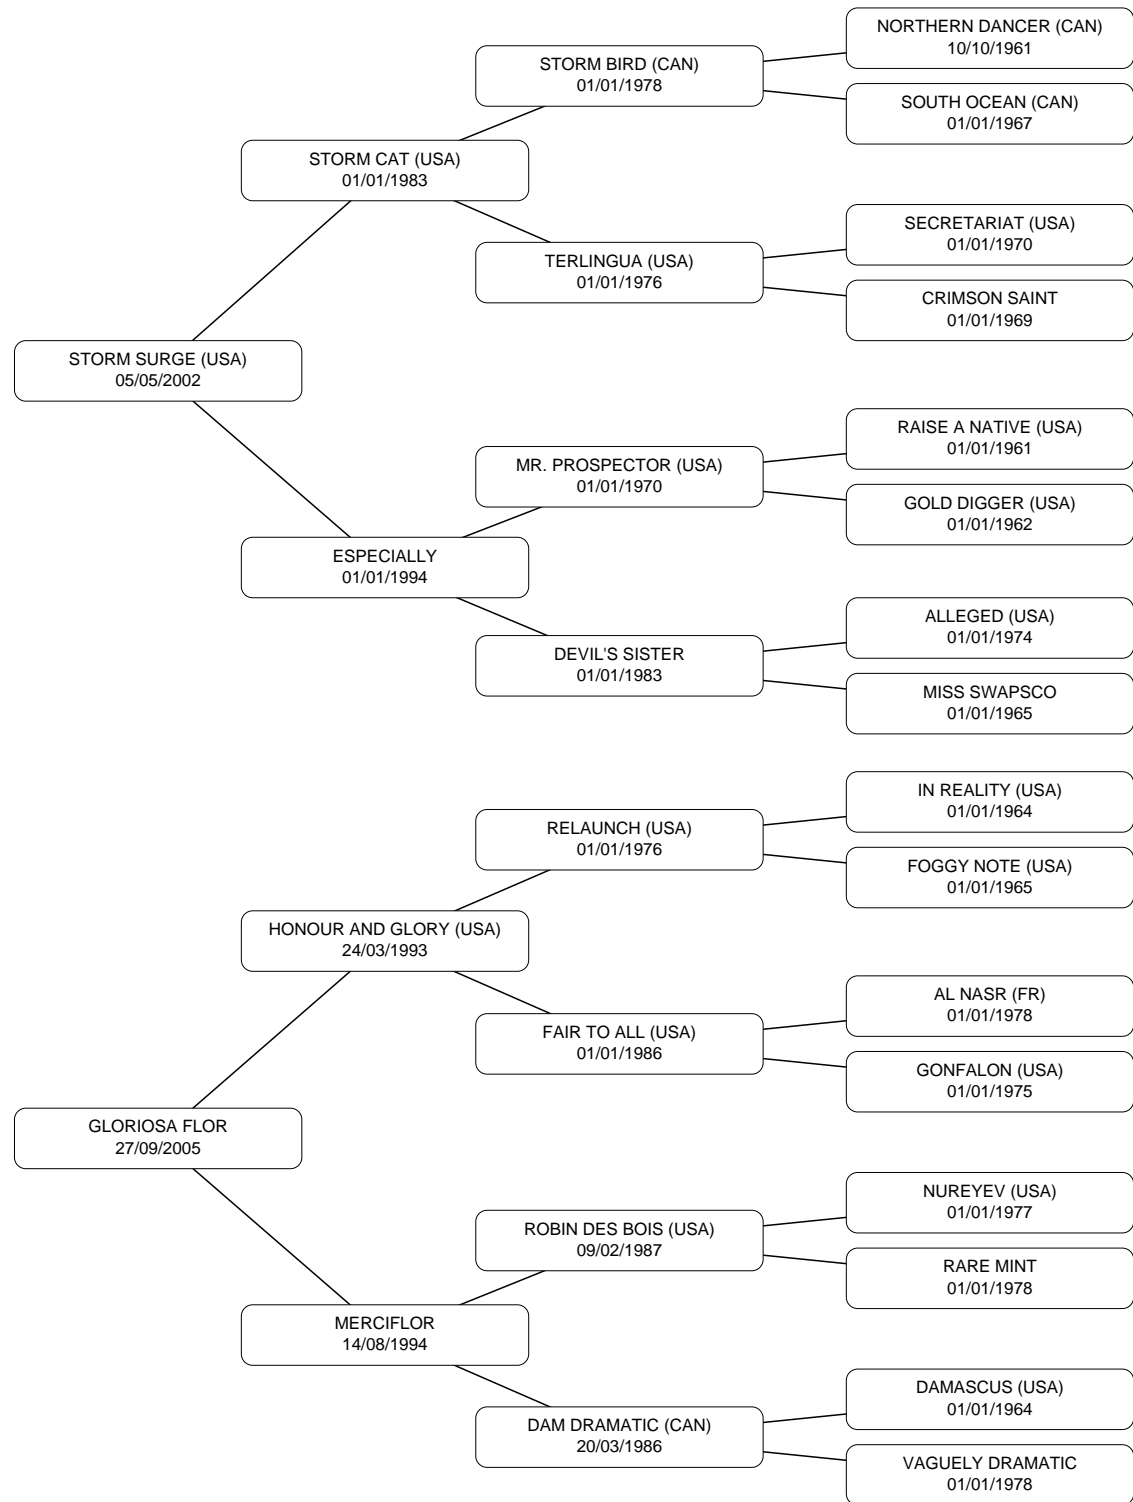 NORTHERN DANCER (CAN)
10/10/1961
STORM BIRD (CAN)
01/01/1978
SOUTH OCEAN (CAN)
01/01/1967
STORM CAT (USA)
01/01/1983
SECRETARIAT (USA)
01/01/1970
TERLINGUA (USA)
01/01/1976
CRIMSON SAINT
01/01/1969
STORM SURGE (USA)
05/05/2002
RAISE A NATIVE (USA)
01/01/1961
MR. PROSPECTOR (USA)
01/01/1970
GOLD DIGGER (USA)
01/01/1962
ESPECIALLY
01/01/1994
ALLEGED (USA)
01/01/1974
DEVIL'S SISTER
01/01/1983
MISS SWAPSCO
01/01/1965
IN REALITY (USA)
01/01/1964
RELAUNCH (USA)
01/01/1976
FOGGY NOTE (USA)
01/01/1965
HONOUR AND GLORY (USA)
24/03/1993
AL NASR (FR)
01/01/1978
FAIR TO ALL (USA)
01/01/1986
GONFALON (USA)
01/01/1975
GLORIOSA FLOR
27/09/2005
NUREYEV (USA)
01/01/1977
ROBIN DES BOIS (USA)
09/02/1987
RARE MINT
01/01/1978
MERCIFLOR
14/08/1994
DAMASCUS (USA)
01/01/1964
DAM DRAMATIC (CAN)
20/03/1986
VAGUELY DRAMATIC
01/01/1978